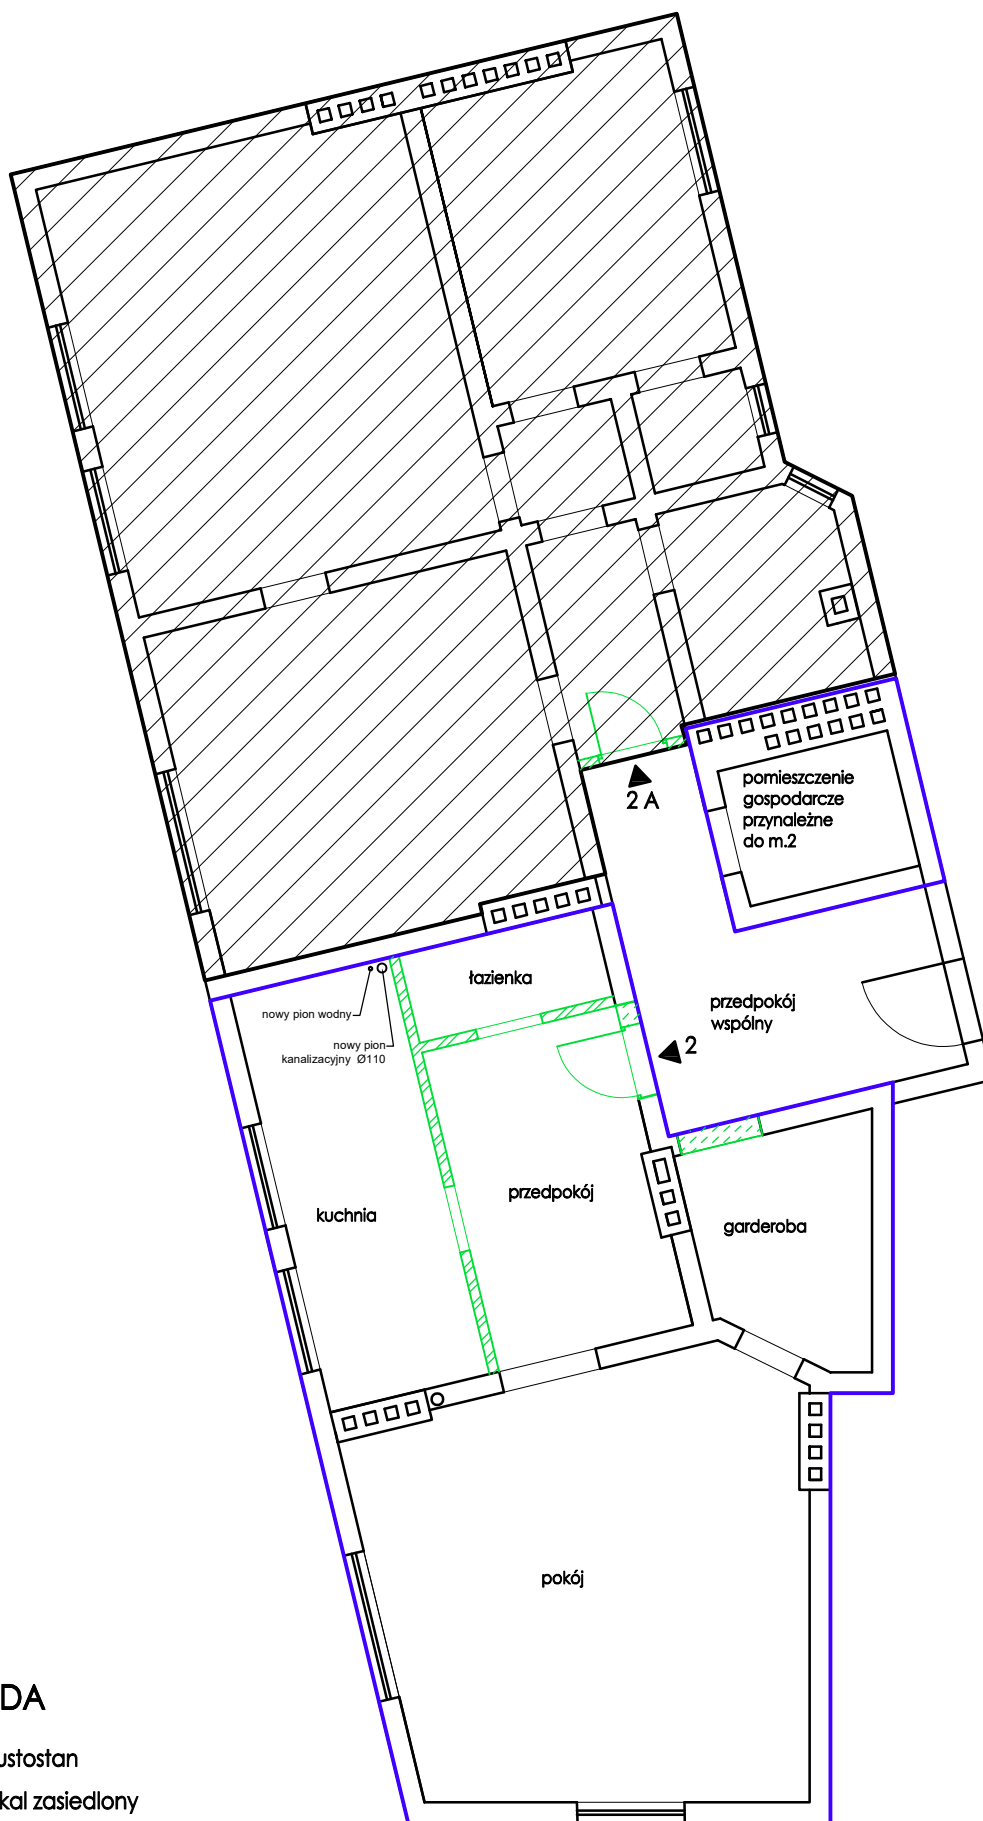 2 A
pomieszczenie
gospodarcze
przynależne
do m.2
łazienka
nowy pion wodny
nowy pion
kanalizacyjny Ø110
przedpokój
wspólny
2
przedpokój
kuchnia
garderoba
pokój
DA
ustostan
kal zasiedlony